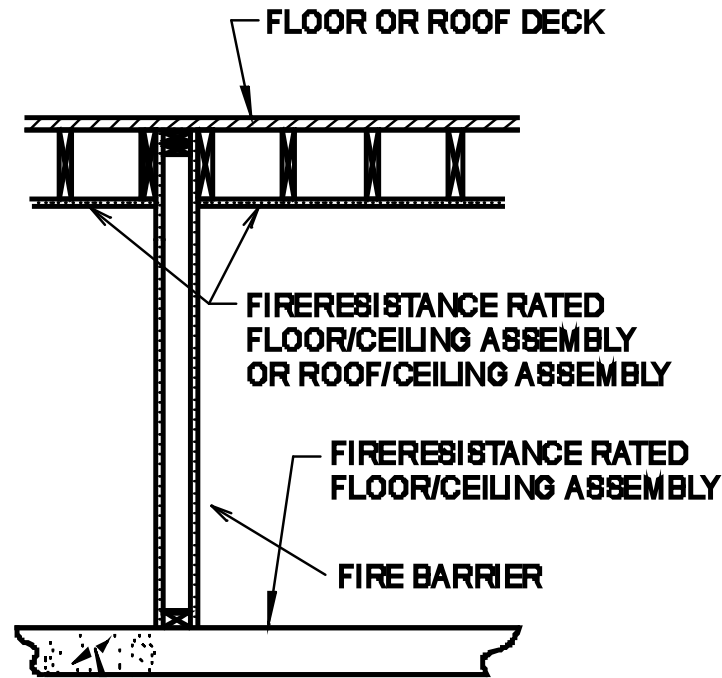 FLOOR OR ROOF DECK
FIRERESISTANCE RATED
FLOOR/CEILING ASSEMBLY
OR ROOF/CEILING ASSEMBLY
FIRERESISTANCE RATED
FLOOR/CEILING ASSEMBLY
FIRE BARRIER